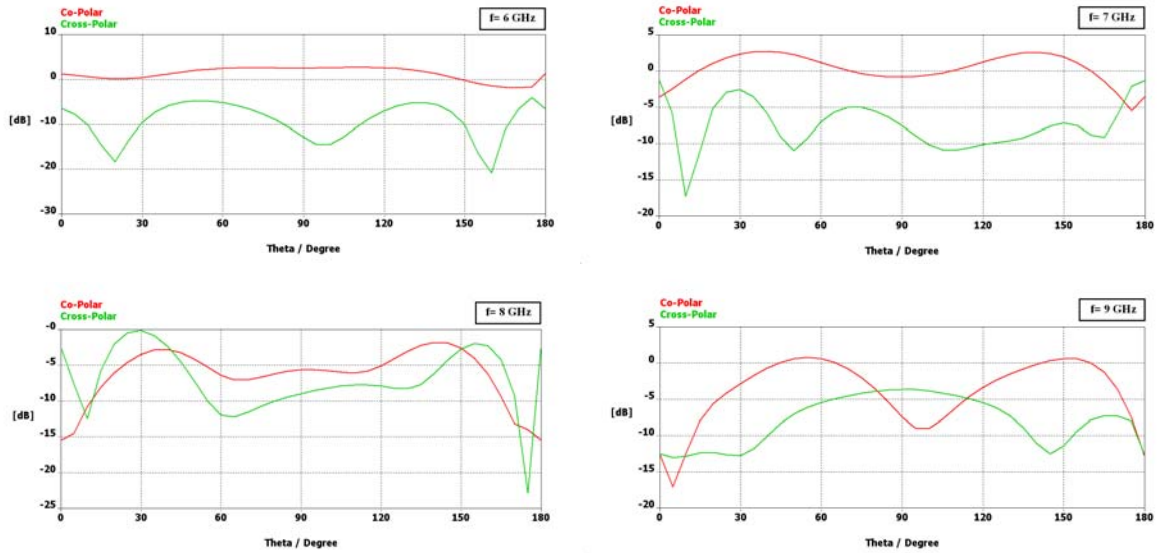 Co-Polar
Cross-Polar
f= 6 GHz
10
0
-10
-20
-30
[dB]
0 30 60 90 120 150 180
Theta / Degree
Co-Polar
Cross-Polar
f= 7 GHz
5
0
-5
-10
-15
-20
[dB]
0 30 60 90 120 150 180
Theta / Degree
Co-Polar
Cross-Polar
f= 8 GHz
-0
-5
-10
-15
-20
-25
[dB]
0 30 60 90 120 150 180
Theta / Degree
Co-Polar
Cross-Polar
f= 9 GHz
5
0
-5
-10
-15
-20
[dB]
0 30 60 90 120 150 180
Theta / Degree